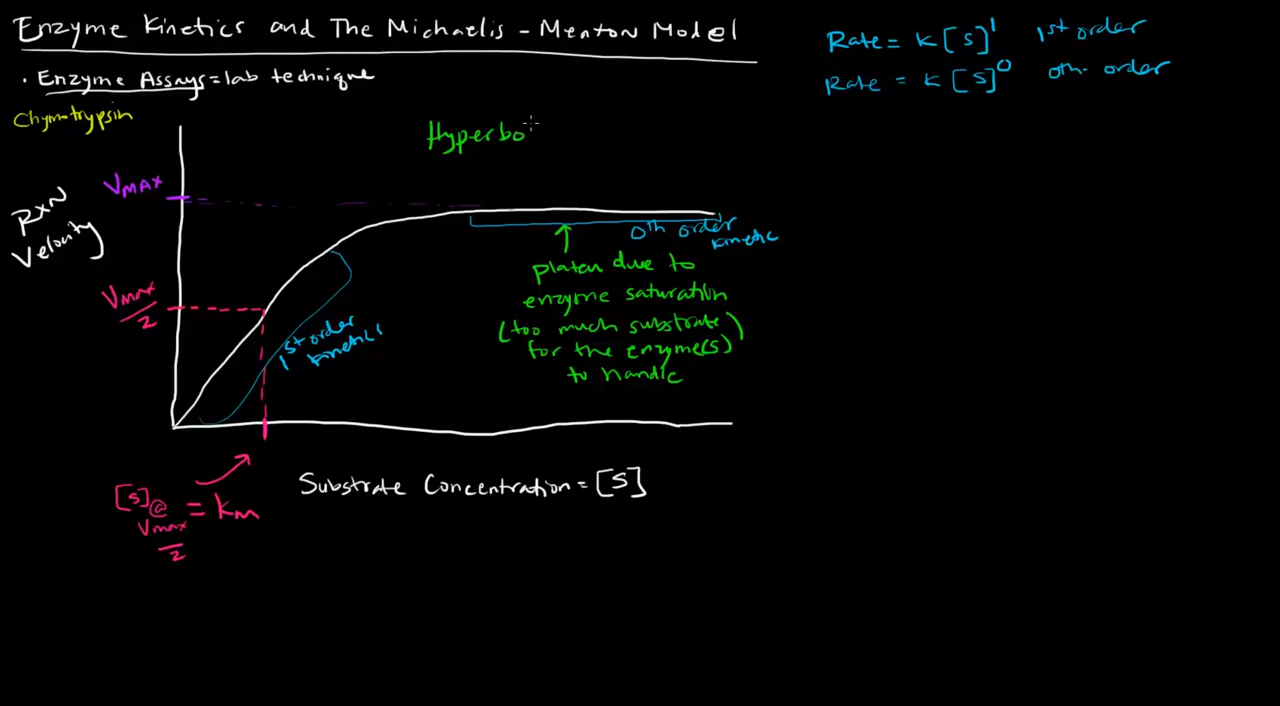 Enzyme Kinetics and The Michaelis - Menton Model
• Enzyme Assays = lab technique
Chymotrypsin
Rate = K [S]^1 1st order
Rate = K [S]^0 0th order
Hyperbo
VMAX
RXN
Velocity
0th order
kinetic
Vmax
2
1st order
kinetics
plateu due to
enzyme saturation
(too much substrate
for the enzyme(s))
to handle
Substrate Concentration = [S]
[S]@ = km
Vmax
2